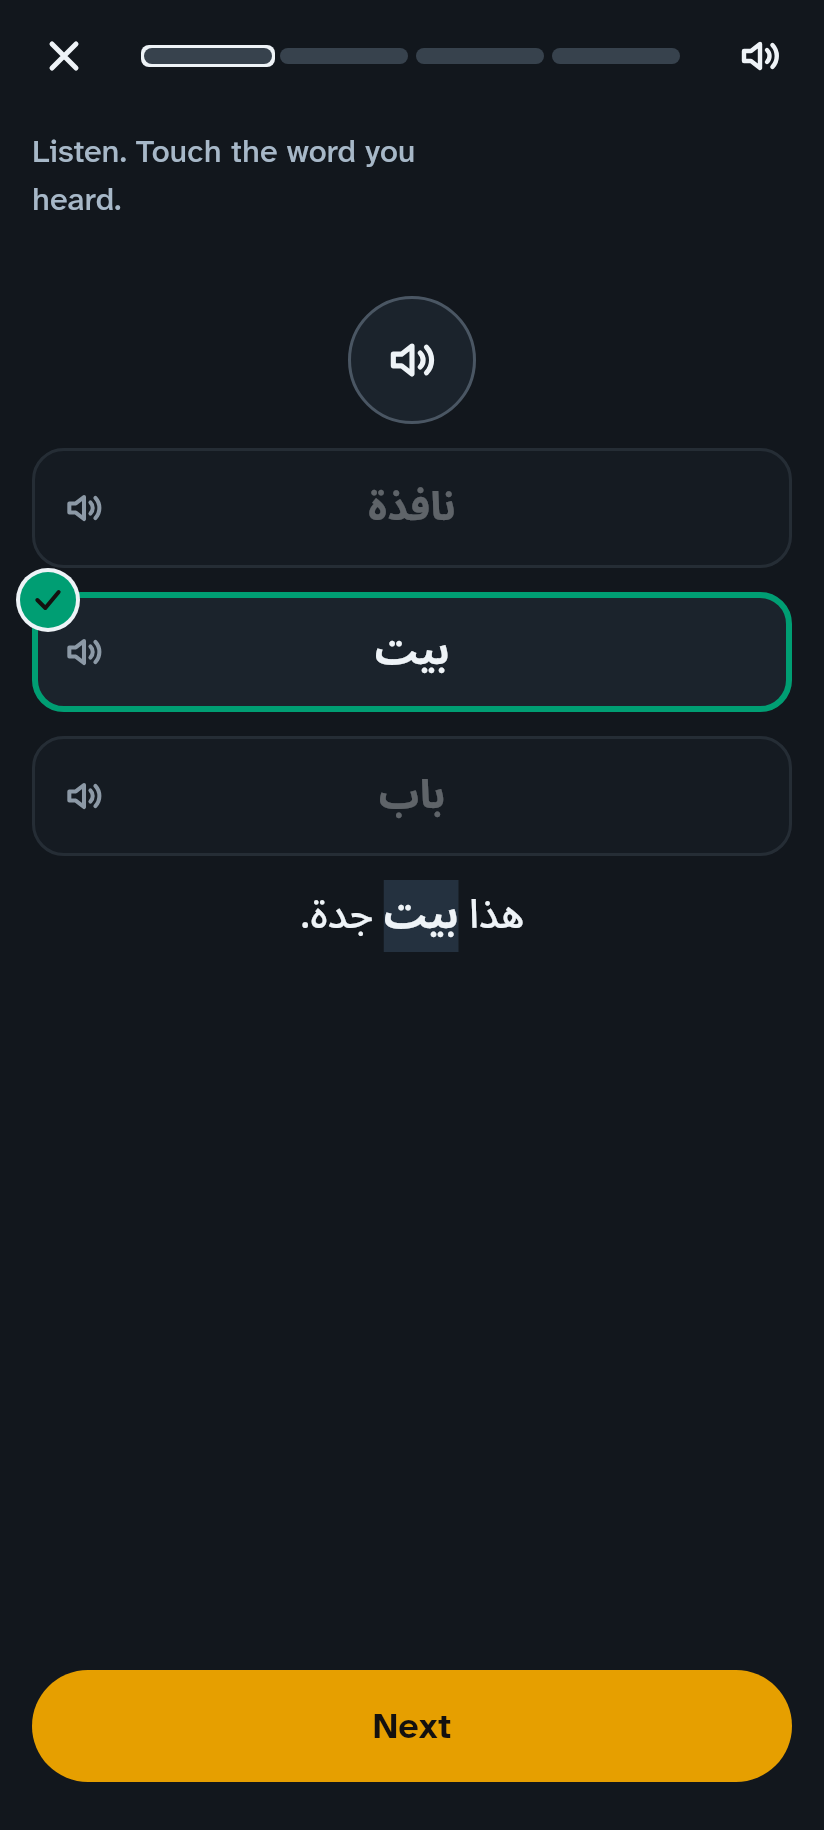 Listen. Touch the word you
heard.
نافذة
بيت
باب
هذا بيت جدة.
Next